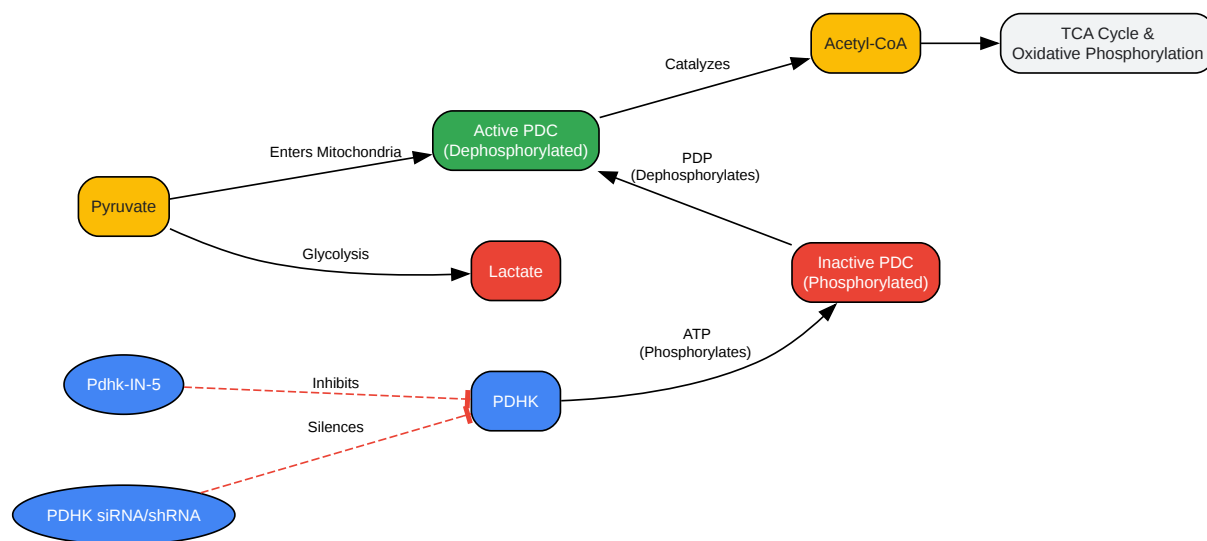 TCA Cycle &
Oxidative Phosphorylation
Acetyl-CoA
Catalyzes
Active PDC
(Dephosphorylated)
Enters Mitochondria
PDP
(Dephosphorylates)
Pyruvate
Glycolysis
Lactate
Inactive PDC
(Phosphorylated)
ATP
(Phosphorylates)
Pdhk-IN-5
Inhibits
PDHK
Silences
PDHK siRNA/shRNA